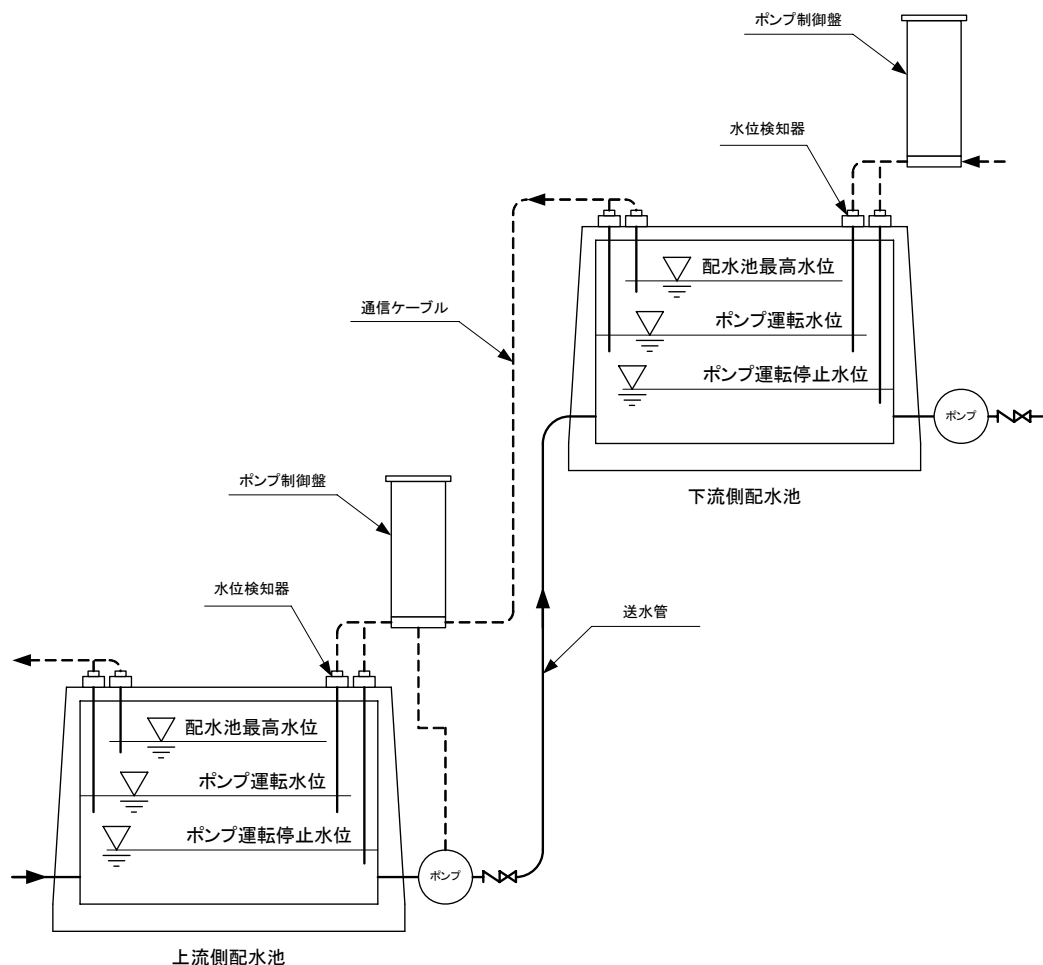 ポンプ制御盤
水位検知器
配水池最高水位
通信ケーブル
ポンプ運転水位
ポンプ運転停止水位
ポンプ
ポンプ制御盤
下流側配水池
水位検知器
送水管
配水池最高水位
ポンプ運転水位
ポンプ運転停止水位
ポンプ
上流側配水池